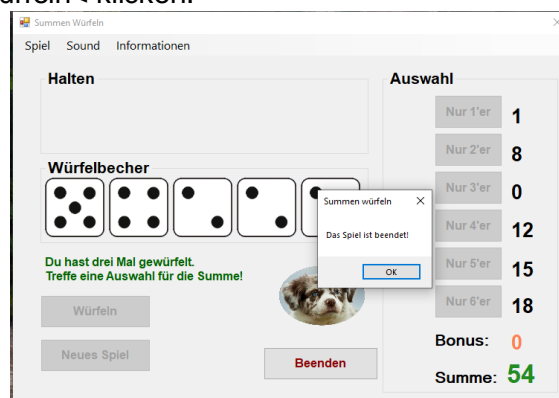 Summen Würfeln
Spiel Sound Informationen
Halten
Würfelbecher
Du hast drei Mal gewürfelt.
Treffe eine Auswahl für die Summe!
Würfeln
Neues Spiel
Beenden
Summen würfeln
Das Spiel ist beendet!
OK
Auswahl
Nur 1'er 1
Nur 2'er 8
Nur 3'er 0
Nur 4'er 12
Nur 5'er 15
Nur 6'er 18
Bonus: 0
Summe: 54